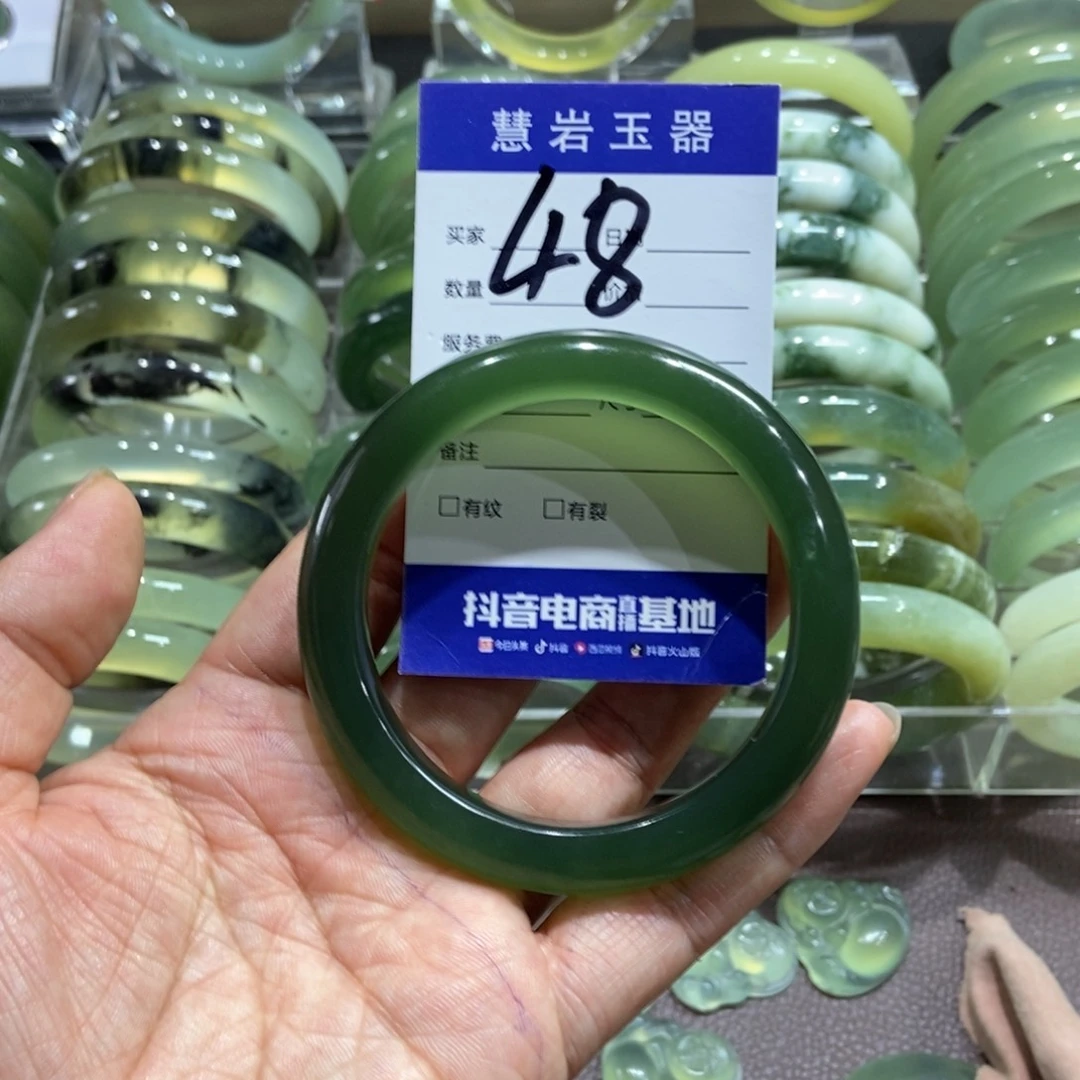 慧岩玉器
48
买家 日
数量 价
服务费
备注
□有纹 □有裂
抖音电商直播基地
今日头条 抖音 西瓜视频 抖音火山版